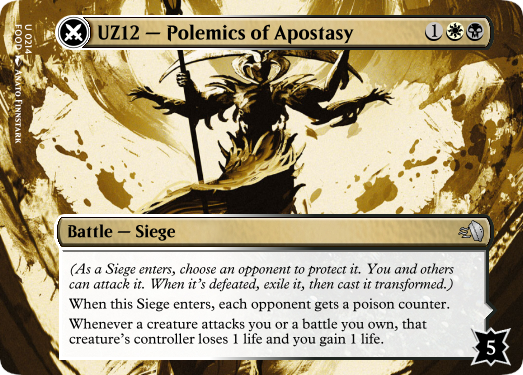 UZ12 — Polemics of Apostasy
1
Battle — Siege
(As a Siege enters, choose an opponent to protect it. You and others
can attack it. When it's defeated, exile it, then cast it transformed.)
When this Siege enters, each opponent gets a poison counter.
Whenever a creature attacks you or a battle you own, that
creature's controller loses 1 life and you gain 1 life.
5
U 0214
FOOD
Anato Finnstark